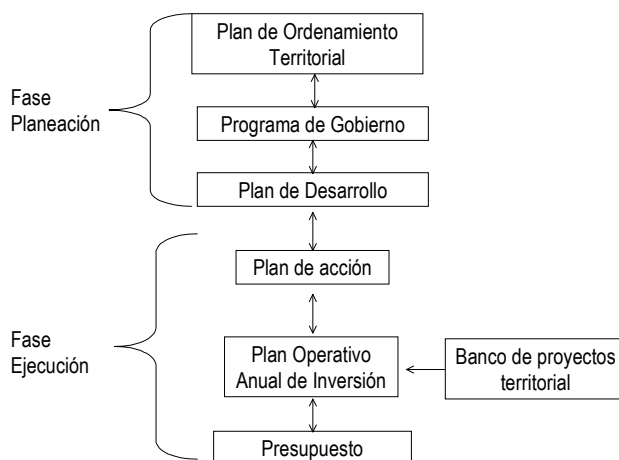 Plan de Ordenamiento
Territorial
Fase
Planeación
Programa de Gobierno
Plan de Desarrollo
Plan de acción
Fase
Ejecución
Plan Operativo
Anual de Inversión
Banco de proyectos
territorial
Presupuesto